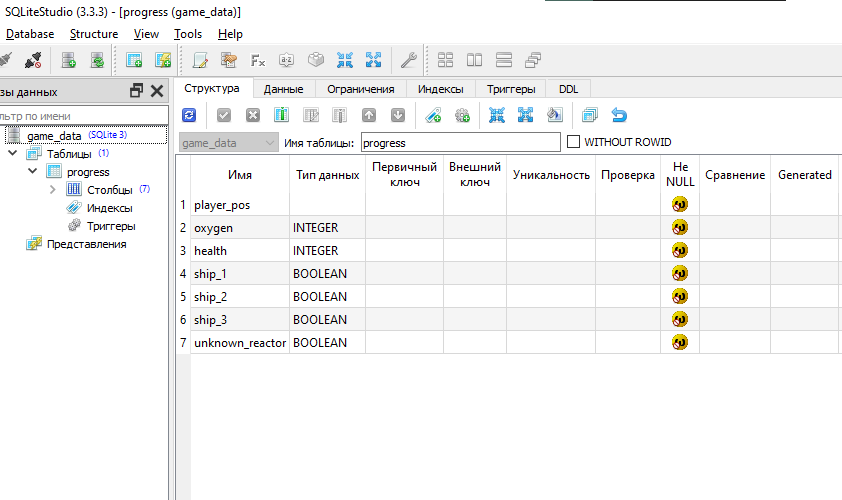 SQLiteStudio (3.3.3) - [progress (game_data)]
Database Structure View Tools Help
зы данных
льтр по имени
game_data (SQLite 3)
Таблицы (1)
progress
Столбцы (7)
Индексы
Триггеры
Представления
Структура Данные Ограничения Индексы Триггеры DDL
game_data Имя таблицы: progress WITHOUT ROWID
Имя Тип данных Первичный ключ Внешний ключ Уникальность Проверка Не NULL Сравнение Generated
1 player_pos
2 oxygen INTEGER
3 health INTEGER
4 ship_1 BOOLEAN
5 ship_2 BOOLEAN
6 ship_3 BOOLEAN
7 unknown_reactor BOOLEAN